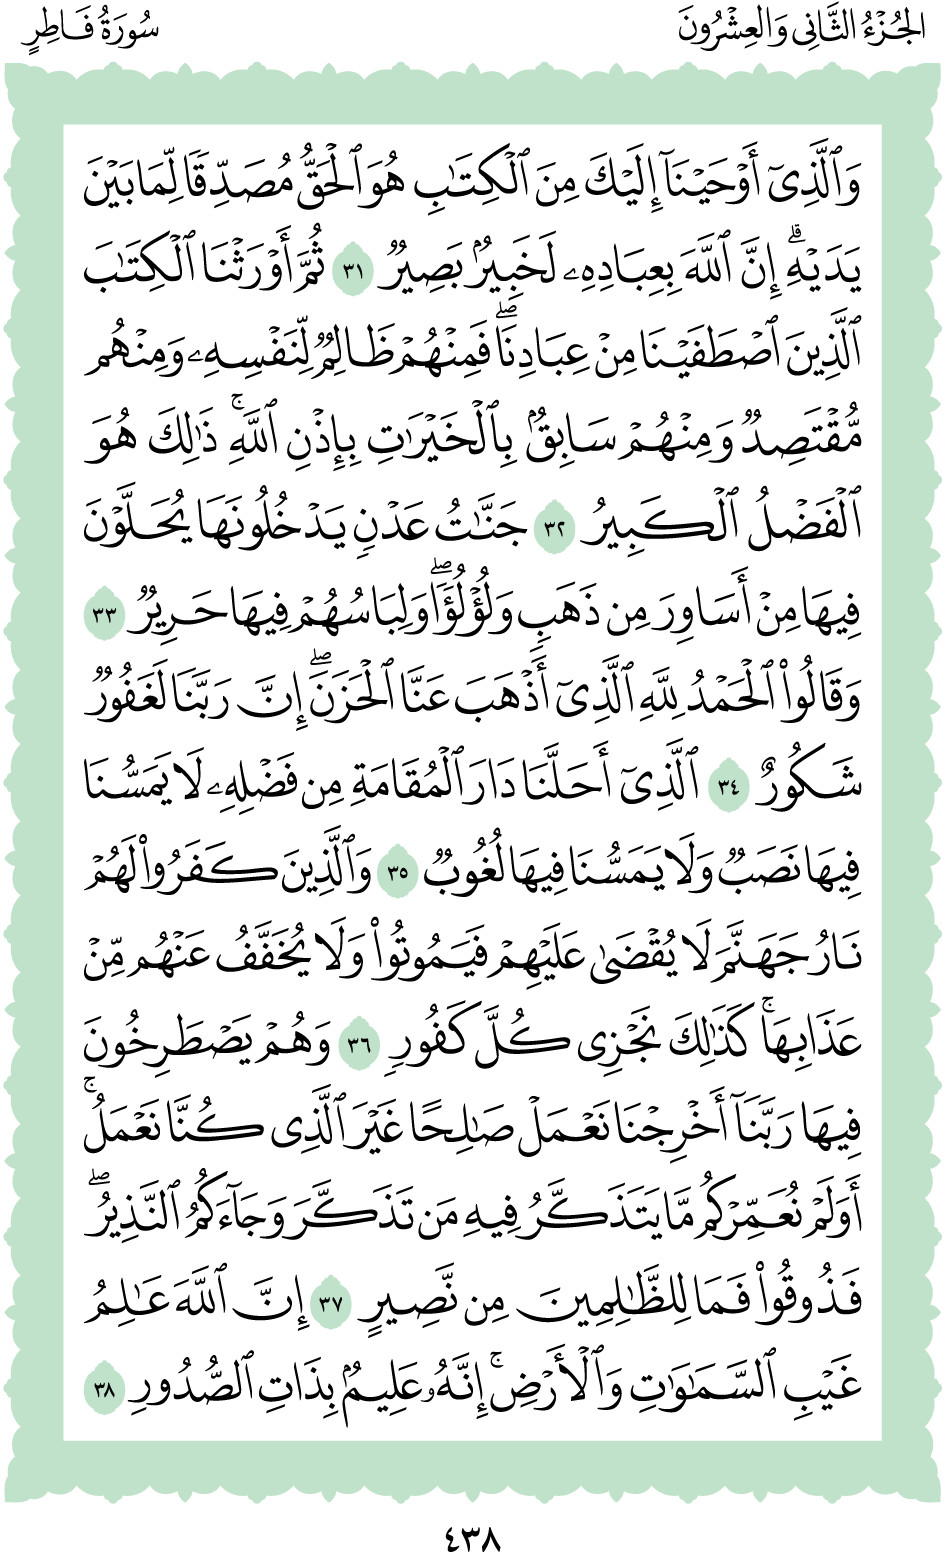 الجُزْءُ الثَّانِي وَالعِشْرُونَ
سُورَةُ فَاطِرٍ
وَٱلَّذِىٓ أَوْحَيْنَآ إِلَيْكَ مِنَ ٱلْكِتَـٰبِ هُوَ ٱلْحَقُّ مُصَدِّقًا لِّمَا بَيْنَ
يَدَيْهِ ۗ إِنَّ ٱللَّهَ بِعِبَادِهِۦ لَخَبِيرٌۢ بَصِيرٌ ٣١ ثُمَّ أَوْرَثْنَا ٱلْكِتَـٰبَ
ٱلَّذِينَ ٱصْطَفَيْنَا مِنْ عِبَادِنَا ۖ فَمِنْهُمْ ظَالِمٌ لِّنَفْسِهِۦ وَمِنْهُم
مُّقْتَصِدٌ وَمِنْهُمْ سَابِقٌۢ بِٱلْخَيْرَٰتِ بِإِذْنِ ٱللَّهِ ۚ ذَٰلِكَ هُوَ
ٱلْفَضْلُ ٱلْكَبِيرُ ٣٢ جَنَّـٰتُ عَدْنٍ يَدْخُلُونَهَا يُحَلَّوْنَ
فِيهَا مِنْ أَسَاوِرَ مِن ذَهَبٍ وَلُؤْلُؤًا ۖ وَلِبَاسُهُمْ فِيهَا حَرِيرٌ ٣٣
وَقَالُوا۟ ٱلْحَمْدُ لِلَّهِ ٱلَّذِىٓ أَذْهَبَ عَنَّا ٱلْحَزَنَ ۖ إِنَّ رَبَّنَا لَغَفُورٌ
شَكُورٌ ٣٤ ٱلَّذِىٓ أَحَلَّنَا دَارَ ٱلْمُقَامَةِ مِن فَضْلِهِۦ لَا يَمَسُّنَا
فِيهَا نَصَبٌ وَلَا يَمَسُّنَا فِيهَا لُغُوبٌ ٣٥ وَٱلَّذِينَ كَفَرُوا۟ لَهُمْ
نَارُ جَهَنَّمَ لَا يُقْضَىٰ عَلَيْهِمْ فَيَمُوتُوا۟ وَلَا يُخَفَّفُ عَنْهُم مِّنْ
عَذَابِهَا ۚ كَذَٰلِكَ نَجْزِى كُلَّ كَفُورٍ ٣٦ وَهُمْ يَصْطَرِخُونَ
فِيهَا رَبَّنَآ أَخْرِجْنَا نَعْمَلْ صَـٰلِحًا غَيْرَ ٱلَّذِى كُنَّا نَعْمَلُ ۚ
أَوَلَمْ نُعَمِّرْكُم مَّا يَتَذَكَّرُ فِيهِ مَن تَذَكَّرَ وَجَآءَكُمُ ٱلنَّذِيرُ ۖ
فَذُوقُوا۟ فَمَا لِلظَّـٰلِمِينَ مِن نَّصِيرٍ ٣٧ إِنَّ ٱللَّهَ عَـٰلِمُ
غَيْبِ ٱلسَّمَـٰوَٰتِ وَٱلْأَرْضِ ۚ إِنَّهُۥ عَلِيمٌۢ بِذَاتِ ٱلصُّدُورِ ٣٨
٤٣٨